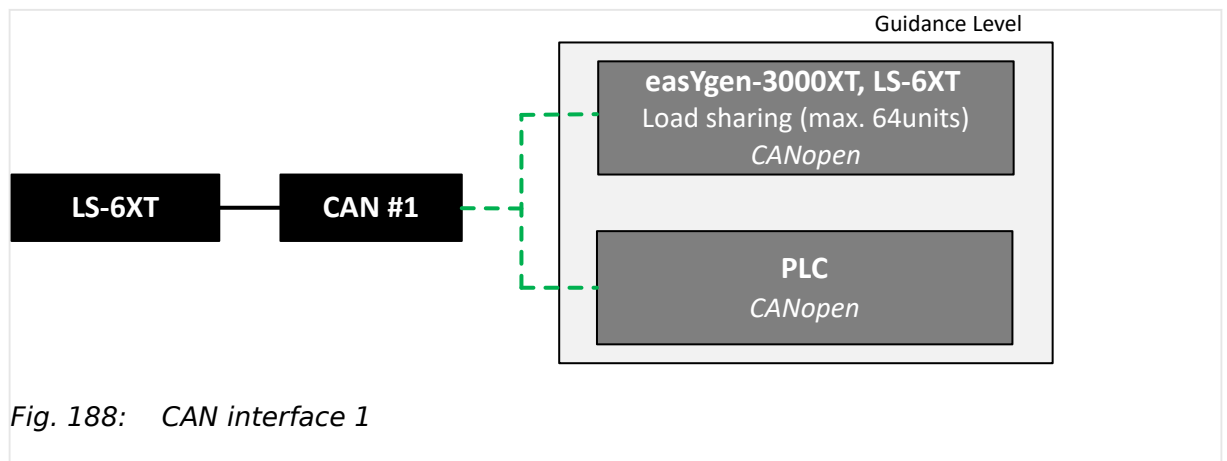 Guidance Level
easYgen-3000XT, LS-6XT
Load sharing (max. 64units)
CANopen
LS-6XT
CAN #1
PLC
CANopen
Fig. 188: CAN interface 1